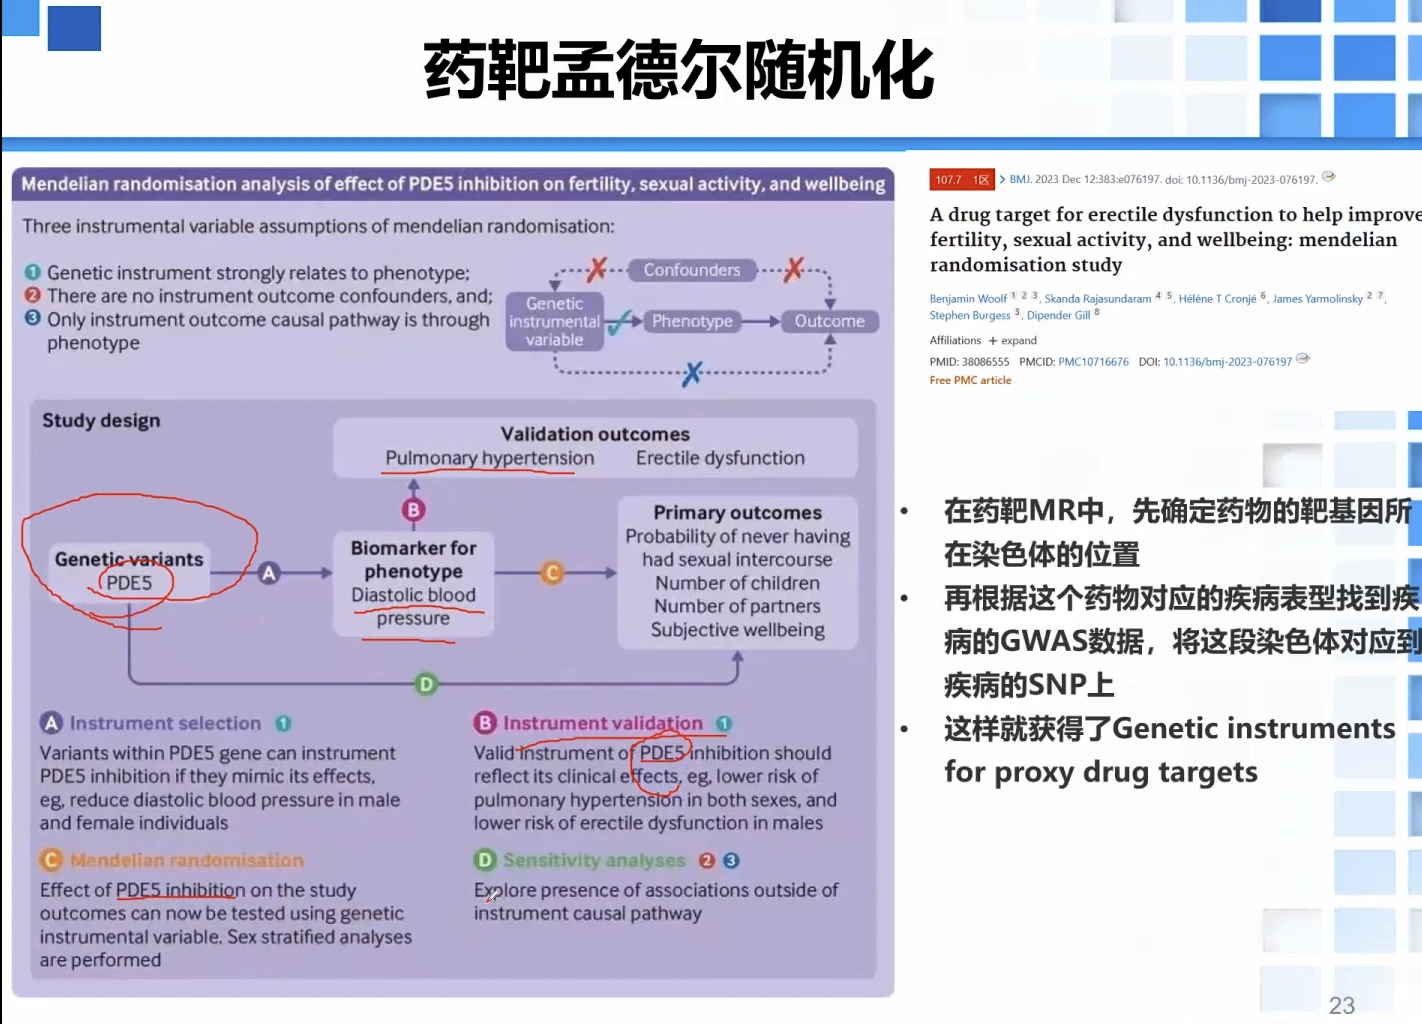 药靶孟德尔随机化
Mendelian randomisation analysis of effect of PDE5 inhibition on fertility, sexual activity, and wellbeing
Three instrumental variable assumptions of mendelian randomisation:
1 Genetic instrument strongly relates to phenotype;
2 There are no instrument outcome confounders, and;
3 Only instrument outcome causal pathway is through
phenotype
Confounders
Genetic
instrumental
variable
Phenotype
Outcome
Study design
Validation outcomes
Pulmonary hypertension Erectile dysfunction
B
Genetic variants
PDE5
A
Biomarker for
phenotype
Diastolic blood
pressure
C
Primary outcomes
Probability of never having
had sexual intercourse
Number of children
Number of partners
Subjective wellbeing
D
A Instrument selection 1
Variants within PDE5 gene can instrument
PDE5 inhibition if they mimic its effects,
eg, reduce diastolic blood pressure in male
and female individuals
B Instrument validation 1
Valid instrument of PDE5 inhibition should
reflect its clinical effects, eg, lower risk of
pulmonary hypertension in both sexes, and
lower risk of erectile dysfunction in males
C Mendelian randomisation
Effect of PDE5 inhibition on the study
outcomes can now be tested using genetic
instrumental variable. Sex stratified analyses
are performed
D Sensitivity analyses 2 3
Explore presence of associations outside of
instrument causal pathway
107.7 1区 > BMJ. 2023 Dec 12:383:e076197. doi: 10.1136/bmj-2023-076197.
A drug target for erectile dysfunction to help improve
fertility, sexual activity, and wellbeing: mendelian
randomisation study
Benjamin Woolf 1 2 3, Skanda Rajasundaram 4 5, Héléne T Cronjé 6, James Yarmolinsky 2 7,
Stephen Burgess 3, Dipender Gill 8
Affiliations + expand
PMID: 38086555 PMCID: PMC10716676 DOI: 10.1136/bmj-2023-076197
Free PMC article
• 在药靶MR中，先确定药物的靶基因所
在染色体的位置
• 再根据这个药物对应的疾病表型找到疾
病的GWAS数据，将这段染色体对应到
疾病的SNP上
• 这样就获得了Genetic instruments
for proxy drug targets
23